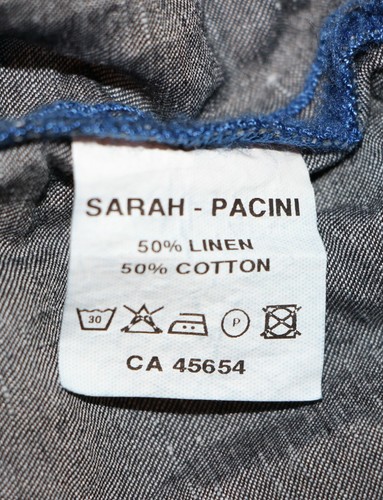 SARAH - PACINI
50% LINEN
50% COTTON
30 P
CA 45654